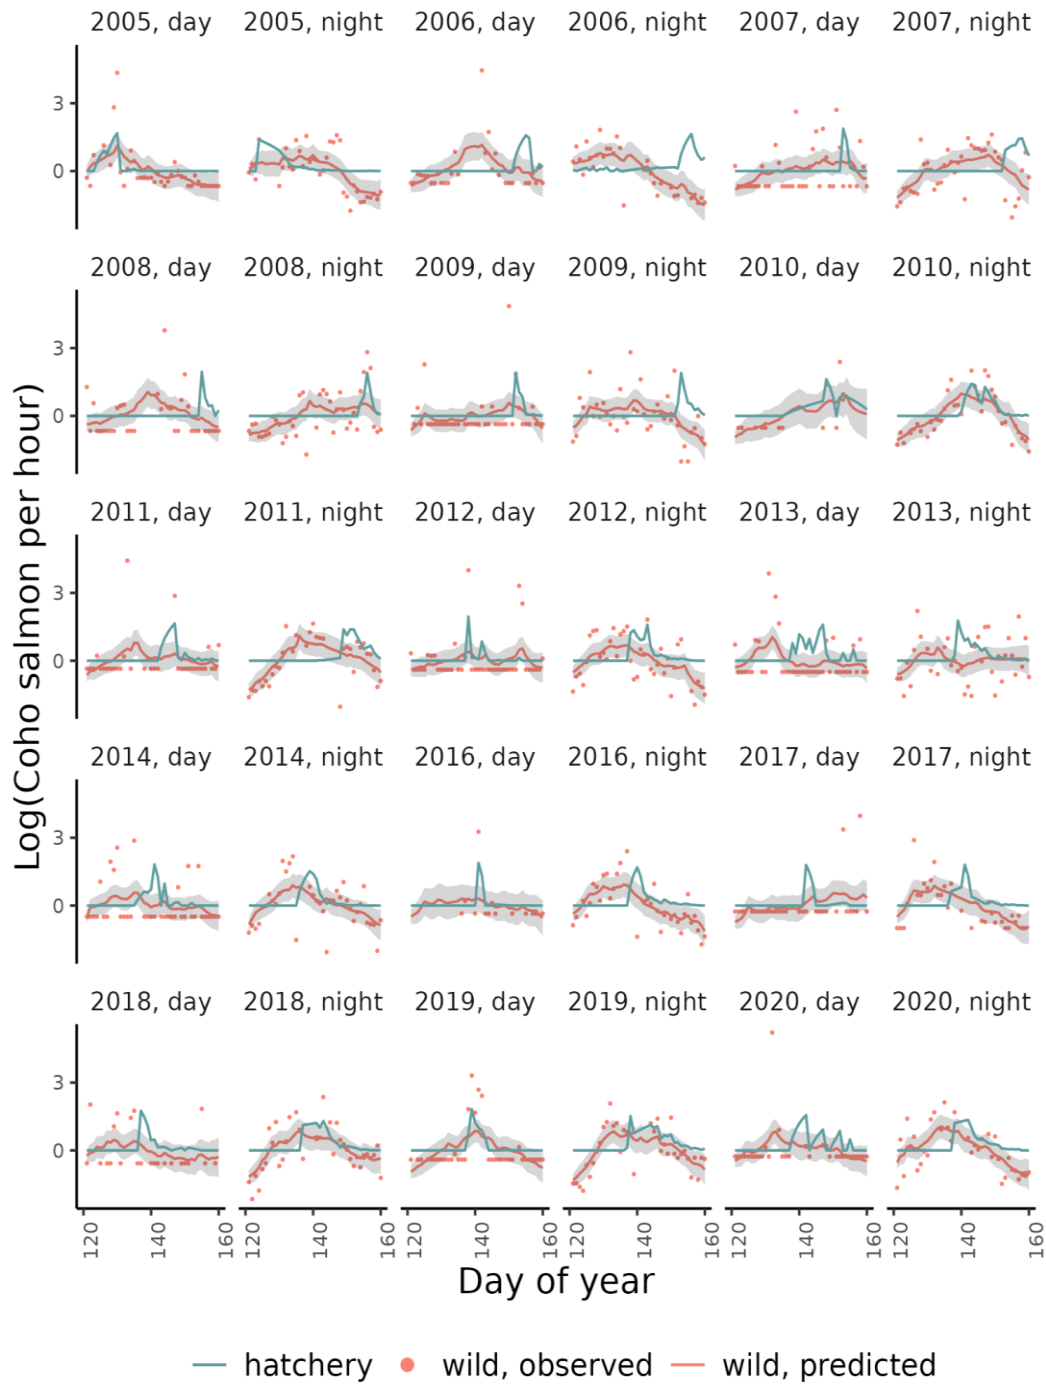 2005, day 2005, night 2006, day 2006, night 2007, day 2007, night
3
0
2008, day 2008, night 2009, day 2009, night 2010, day 2010, night
3
0
2011, day 2011, night 2012, day 2012, night 2013, day 2013, night
3
0
2014, day 2014, night 2016, day 2016, night 2017, day 2017, night
3
0
2018, day 2018, night 2019, day 2019, night 2020, day 2020, night
3
0
Log(Coho salmon per hour)
120 140 160 120 140 160 120 140 160 120 140 160 120 140 160 120 140 160
Day of year
hatchery wild, observed wild, predicted